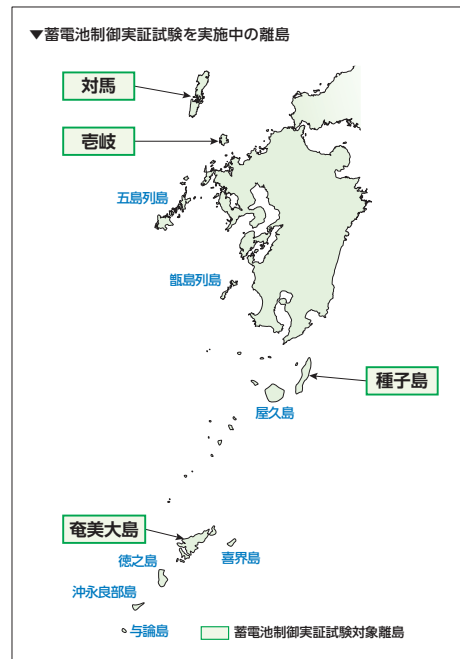 ▼蓄電池制御実証試験を実施中の離島
対馬
壱岐
五島列島
甑島列島
種子島
屋久島
奄美大島
徳之島
喜界島
沖永良部島
与論島
蓄電池制御実証試験対象離島